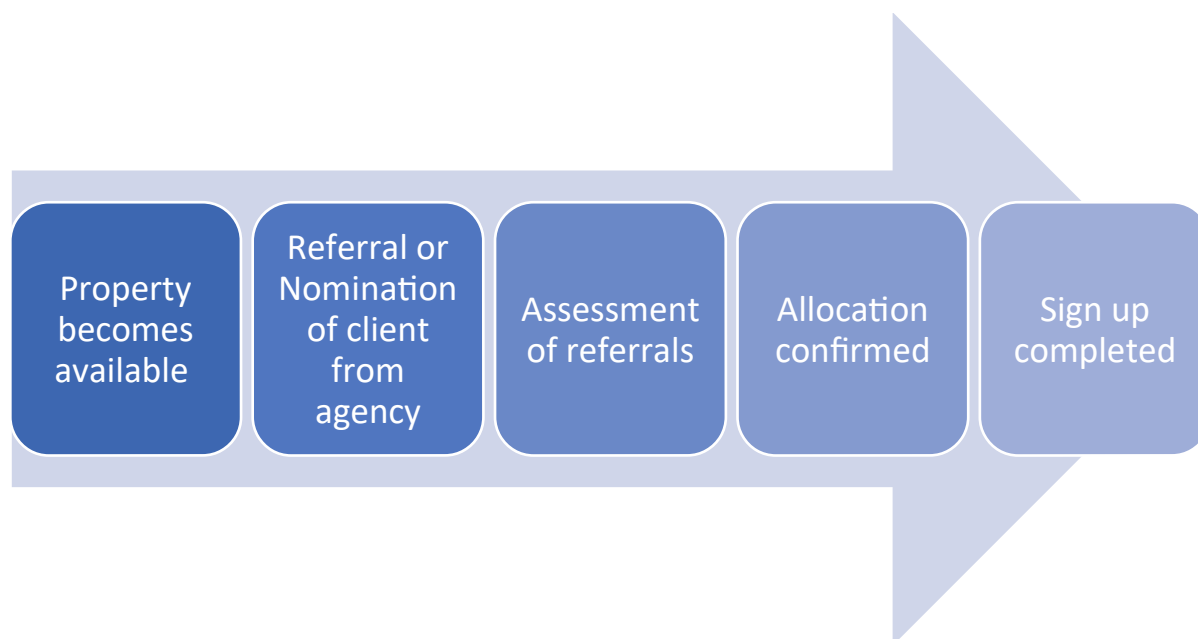 Property
becomes
available
Referral or
Nomination
of client
from
agency
Assessment
of referrals
Allocation
confirmed
Sign up
completed